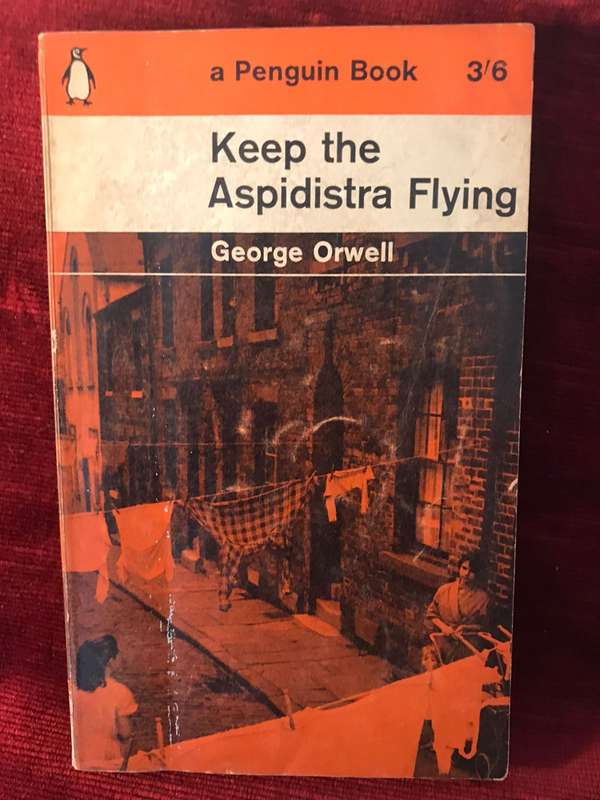 a Penguin Book 3/6
Keep the
Aspidistra Flying
George Orwell